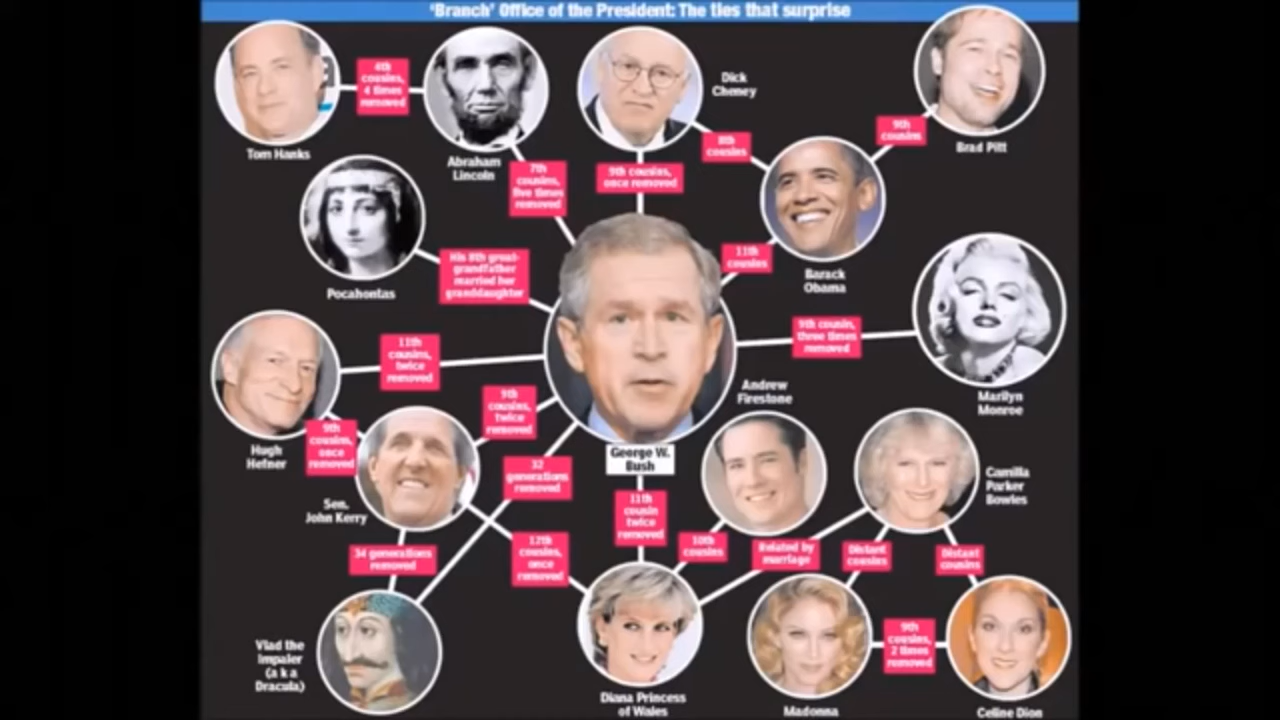 'Branch' Office of the President: The ties that surprise
4th
cousins,
4 times
removed
Dick
Cheney
8th
cousins
9th
cousins
Tom Hanks
Abraham
Lincoln
7th
cousins,
five times
removed
9th cousins,
once removed
Brad Pitt
11th
cousins
Barack
Obama
His 8th great-
grandfather
married her
granddaughter
Pocahontas
11th
cousins,
twice
removed
9th cousin,
three times
removed
Marilyn
Monroe
9th
cousins,
twice
removed
Andrew
Firestone
Hugh
Hefner
9th
cousins,
once
removed
George W.
Bush
32
generations
removed
Camilla
Parker
Bowles
Sen.
John Kerry
11th
cousin
twice
removed
34 generations
removed
12th
cousins,
once
removed
10th
cousins
Related by
marriage
Distant
cousins
Distant
cousins
Vlad the
Impaler
(a k a
Dracula)
9th
cousins,
2 times
removed
Diana Princess
of Wales
Madonna
Celine Dion